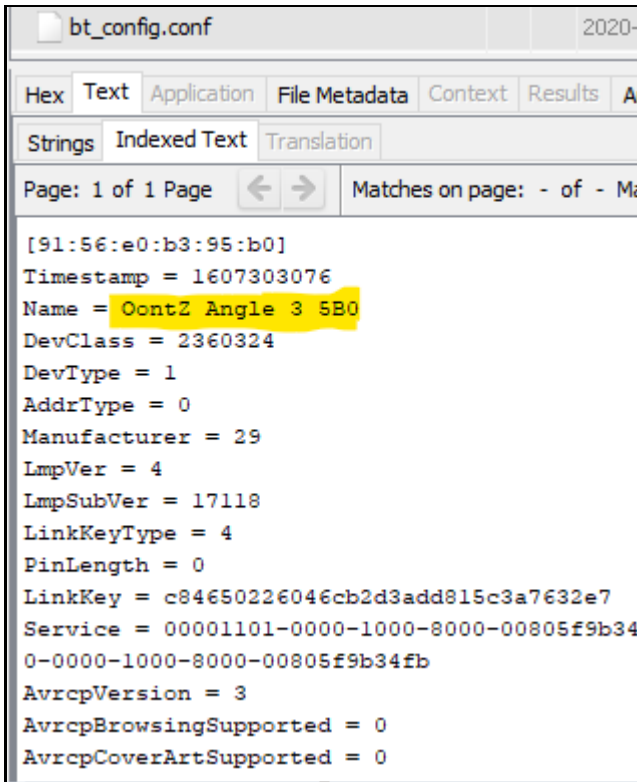 bt_config.conf 2020-
Hex Text Application File Metadata Context Results
Strings Indexed Text Translation
Page: 1 of 1 Page Matches on page: - of -
[91:56:e0:b3:95:b0]
Timestamp = 1607303076
Name = OontZ Angle 3 5B0
DevClass = 2360324
DevType = 1
AddrType = 0
Manufacturer = 29
LmpVer = 4
LmpSubVer = 17118
LinkKeyType = 4
PinLength = 0
LinkKey = c84650226046cb2d3add815c3a7632e7
Service = 00001101-0000-1000-8000-00805f9b34
0-0000-1000-8000-00805f9b34fb
AvrcpVersion = 3
AvrcpBrowsingSupported = 0
AvrcpCoverArtSupported = 0